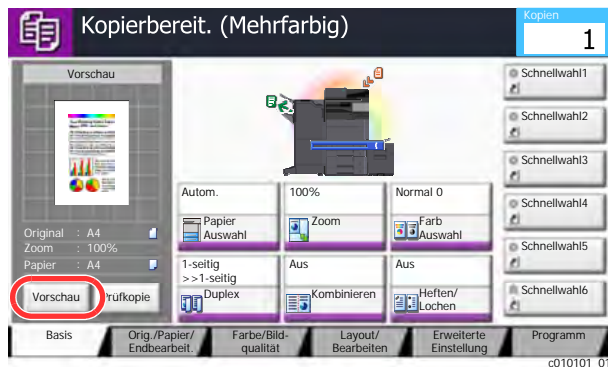 Kopierbereit. (Mehrfarbig)
Kopien
1
Vorschau
Original : A4
Zoom : 100%
Papier : A4
Vorschau
Prüfkopie
Autom.
Papier
Auswahl
100%
Zoom
Normal 0
Farb
Auswahl
1-seitig
>>1-seitig
Duplex
Aus
Kombinieren
Aus
Heften/
Lochen
Schnellwahl1
Schnellwahl2
Schnellwahl3
Schnellwahl4
Schnellwahl5
Schnellwahl6
Basis
Orig./Papier/
Endbearbeit.
Farbe/Bild-
qualität
Layout/
Bearbeiten
Erweiterte
Einstellung
Programm
c010101_01